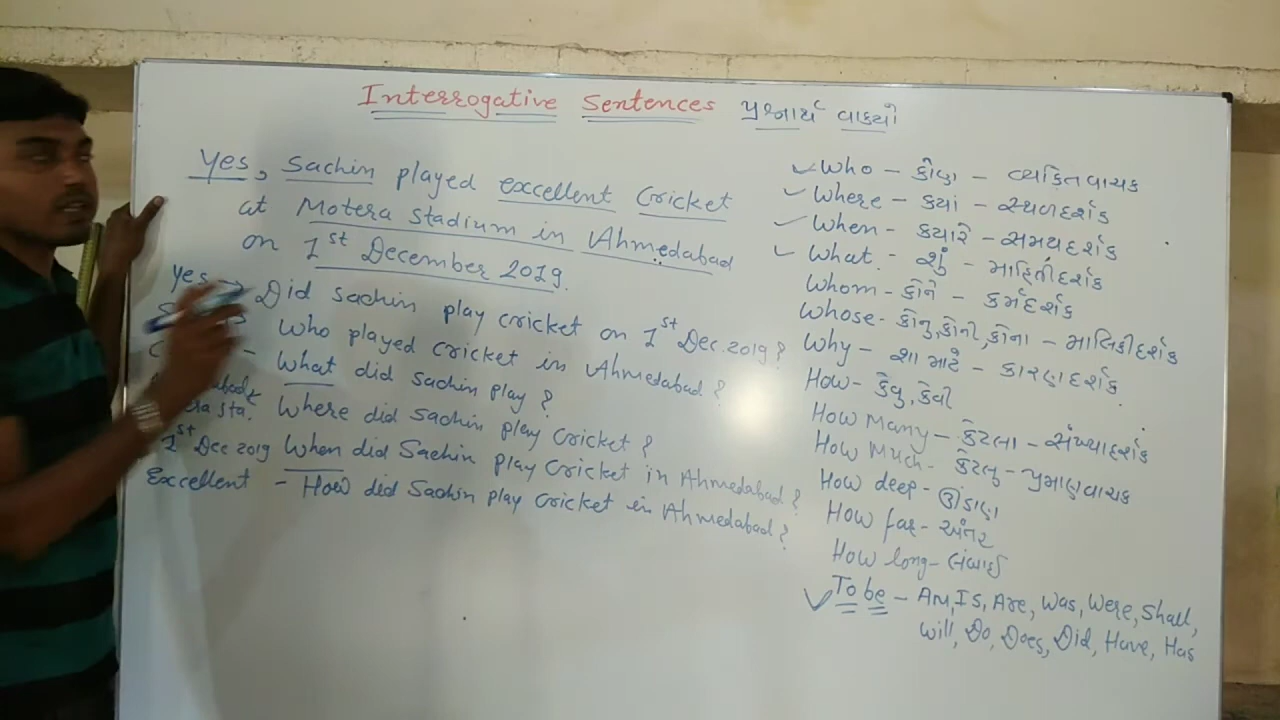 Interrogative Sentences પ્રશ્નાર્થ વાક્યો
Yes, Sachin played excellent Cricket
at Motera Stadium in Ahmedabad
on 1st December 2019.
Yes → Did Sachin play cricket on 1st Dec. 2019?
Who played cricket in Ahmedabad?
- What did Sachin play?
Where did Sachin play Cricket?
1st Dec 2019 When did Sachin play Cricket in Ahmedabad?
Excellent - How did Sachin play Cricket in Ahmedabad?
Who - કોણ - વ્યકિતવાચક
Where - કયાં - સ્થળદર્શક
When - કયારે - સમયદર્શક
What - શું - માહિતીદર્શક
Whom - કોને - કર્મદર્શક
Whose - કોનુ, કોની, કોના - માલિકીદર્શક
Why - શા માટે - કારણદર્શક
How - કેવુ, કેવી
How Many - કેટલા - સંખ્યાદર્શક
How Much - કેટલુ - પ્રમાણવાચક
How deep - ઊંડાણ
How far - અંતર
How long - લંબાઈ
To be - Am, IS, Are, Was, Were, Shall,
Will, Do, Does, Did, Have, Has